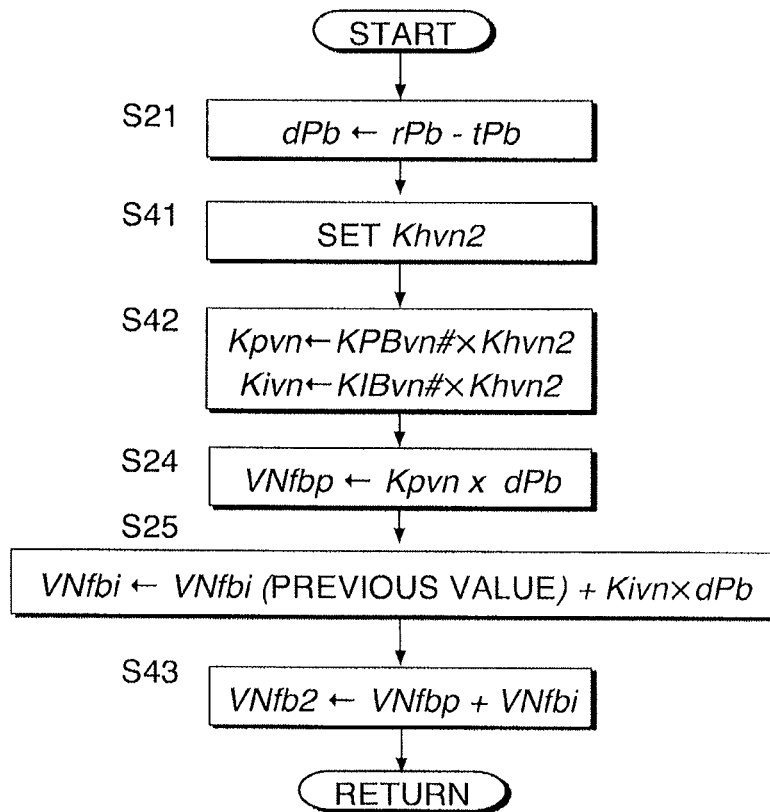 START
S21
dPb ← rPb - tPb
S41
SET Khvn2
S42
Kpvn←KPBvn#×Khvn2
Kivn←KIBvn#×Khvn2
S24
VNfbp ← Kpvn x dPb
S25
VNfbi ← VNfbi (PREVIOUS VALUE) + Kivn×dPb
S43
VNfb2 ← VNfbp + VNfbi
RETURN